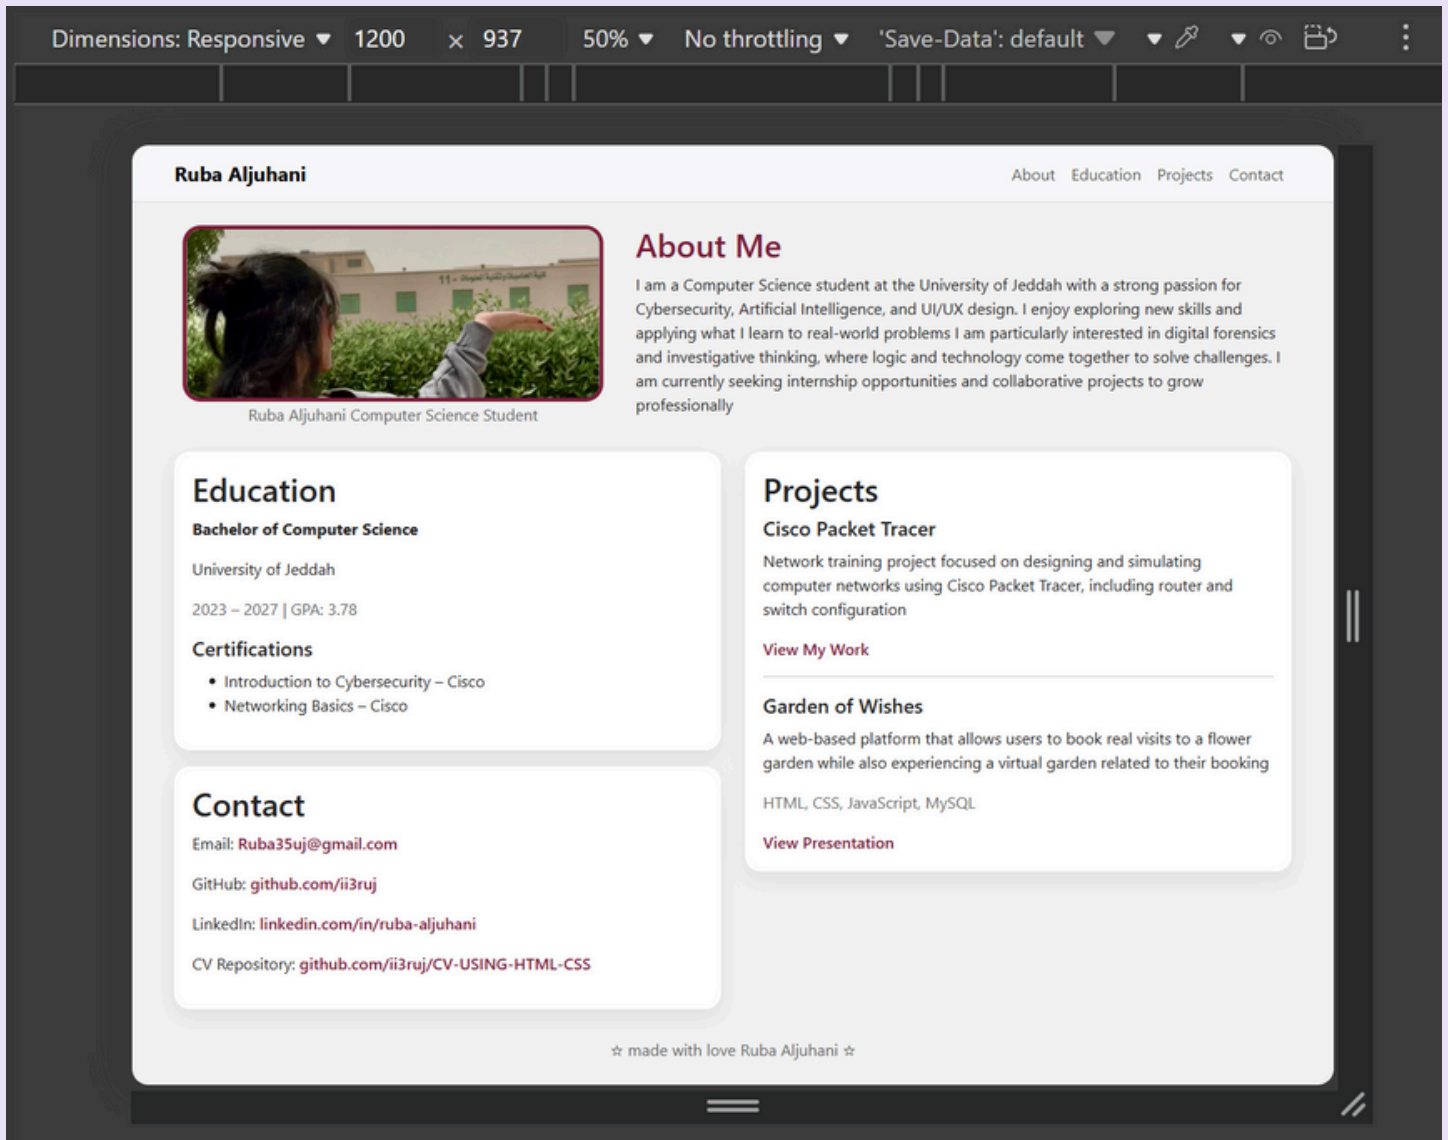 Dimensions: Responsive 1200 × 937 50% No throttling 'Save-Data': default
Ruba Aljuhani
About Education Projects Contact
Ruba Aljuhani Computer Science Student
About Me
I am a Computer Science student at the University of Jeddah with a strong passion for
Cybersecurity, Artificial Intelligence, and UI/UX design. I enjoy exploring new skills and
applying what I learn to real-world problems I am particularly interested in digital forensics
and investigative thinking, where logic and technology come together to solve challenges. I
am currently seeking internship opportunities and collaborative projects to grow
professionally
Education
Bachelor of Computer Science
University of Jeddah
2023 – 2027 | GPA: 3.78
Certifications
• Introduction to Cybersecurity – Cisco
• Networking Basics – Cisco
Contact
Email: Ruba35uj@gmail.com
GitHub: github.com/ii3ruj
LinkedIn: linkedin.com/in/ruba-aljuhani
CV Repository: github.com/ii3ruj/CV-USING-HTML-CSS
Projects
Cisco Packet Tracer
Network training project focused on designing and simulating
computer networks using Cisco Packet Tracer, including router and
switch configuration
View My Work
Garden of Wishes
A web-based platform that allows users to book real visits to a flower
garden while also experiencing a virtual garden related to their booking
HTML, CSS, JavaScript, MySQL
View Presentation
☆ made with love Ruba Aljuhani ☆